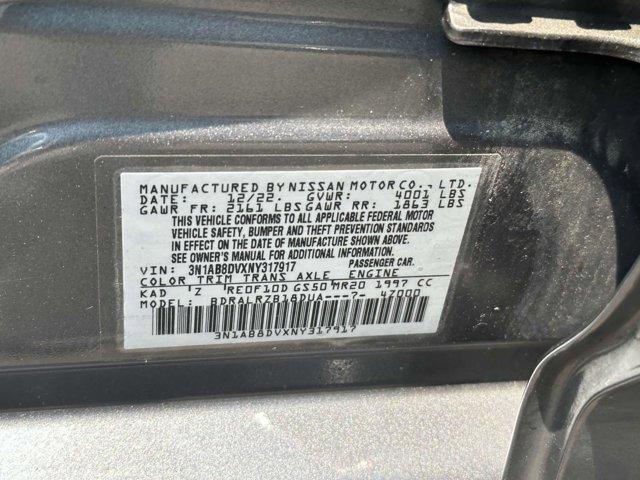 MANUFACTURED BY NISSAN MOTOR CO., LTD.
DATE: 12/22 GVWR: 4001 LBS
GAWR FR: 2161 LBS GAWR RR: 1863 LBS
THIS VEHICLE CONFORMS TO ALL APPLICABLE FEDERAL MOTOR
VEHICLE SAFETY, BUMPER AND THEFT PREVENTION STANDARDS
IN EFFECT ON THE DATE OF MANUFACTURE SHOWN ABOVE.
SEE OWNER'S MANUAL FOR ADDITIONAL INFORMATION.
VIN: 3N1AB8DVXNY317917 PASSENGER CAR.
COLOR TRIM TRANS AXLE ENGINE
KAD Z RE0F10D GS50 MR20 1997 CC
MODEL: BDRALRZB18DUA---7- 47000
3N1AB8DVXNY317917